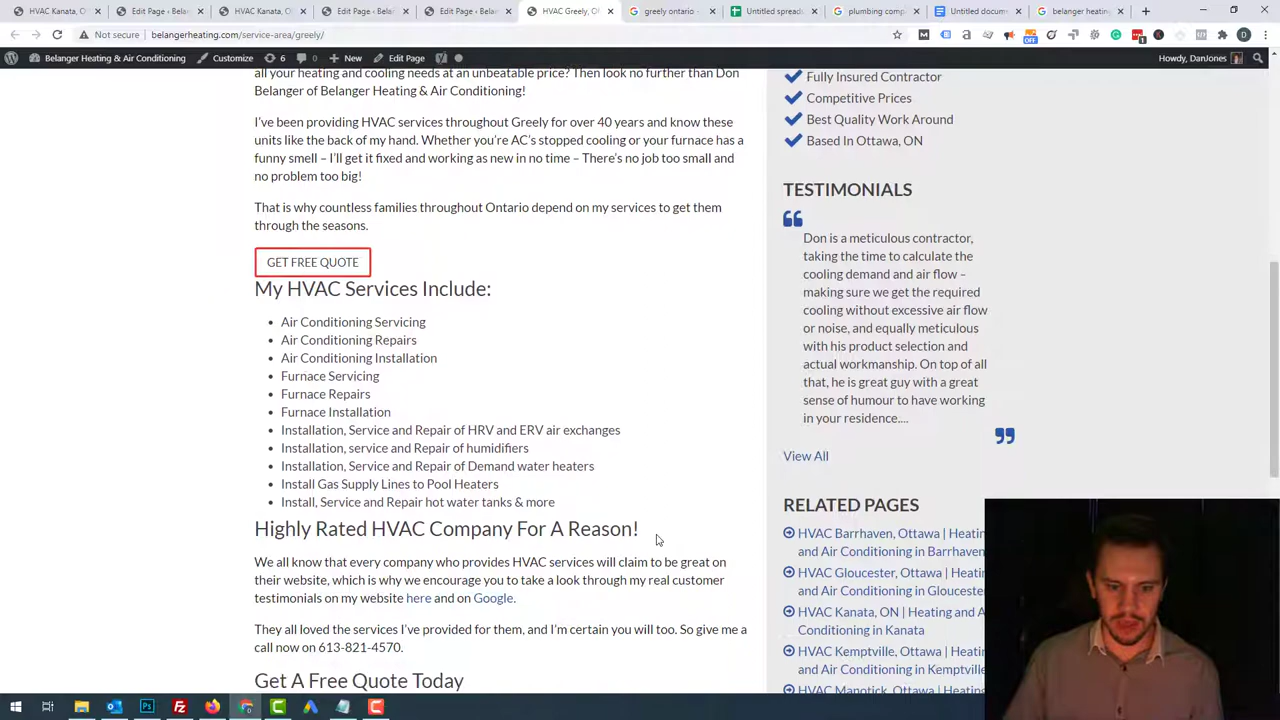 HVAC Kanata, O
Edit Page ‹ Bela
HVAC Kanata, O
Edit Page ‹ Bela
Edit Page ‹ Bela
HVAC Greely, O
greely ontario -
Untitled spread
plumbing comp
Untitled docum
belanger heatin
Not secure | belangerheating.com/service-area/greely/
Belanger Heating & Air Conditioning Customize 6 0 New Edit Page Howdy, DanJones
all your heating and cooling needs at an unbeatable price? Then look no further than Don
Belanger of Belanger Heating & Air Conditioning!
I've been providing HVAC services throughout Greely for over 40 years and know these
units like the back of my hand. Whether you're AC's stopped cooling or your furnace has a
funny smell – I'll get it fixed and working as new in no time – There's no job too small and
no problem too big!
That is why countless families throughout Ontario depend on my services to get them
through the seasons.
GET FREE QUOTE
My HVAC Services Include:
• Air Conditioning Servicing
• Air Conditioning Repairs
• Air Conditioning Installation
• Furnace Servicing
• Furnace Repairs
• Furnace Installation
• Installation, Service and Repair of HRV and ERV air exchanges
• Installation, service and Repair of humidifiers
• Installation, Service and Repair of Demand water heaters
• Install Gas Supply Lines to Pool Heaters
• Install, Service and Repair hot water tanks & more
Highly Rated HVAC Company For A Reason!
We all know that every company who provides HVAC services will claim to be great on
their website, which is why we encourage you to take a look through my real customer
testimonials on my website here and on Google.
They all loved the services I've provided for them, and I'm certain you will too. So give me a
call now on 613-821-4570.
Get A Free Quote Today
Fully Insured Contractor
Competitive Prices
Best Quality Work Around
Based In Ottawa, ON
TESTIMONIALS
Don is a meticulous contractor,
taking the time to calculate the
cooling demand and air flow –
making sure we get the required
cooling without excessive air flow
or noise, and equally meticulous
with his product selection and
actual workmanship. On top of all
that, he is great guy with a great
sense of humour to have working
in your residence....
View All
RELATED PAGES
HVAC Barrhaven, Ottawa | Heatin
and Air Conditioning in Barrhaven
HVAC Gloucester, Ottawa | Heati
and Air Conditioning in Glouceste
HVAC Kanata, ON | Heating and A
Conditioning in Kanata
HVAC Kemptville, Ottawa | Heati
and Air Conditioning in Kemptvill
HVAC Manotick, Ottawa | Heatin